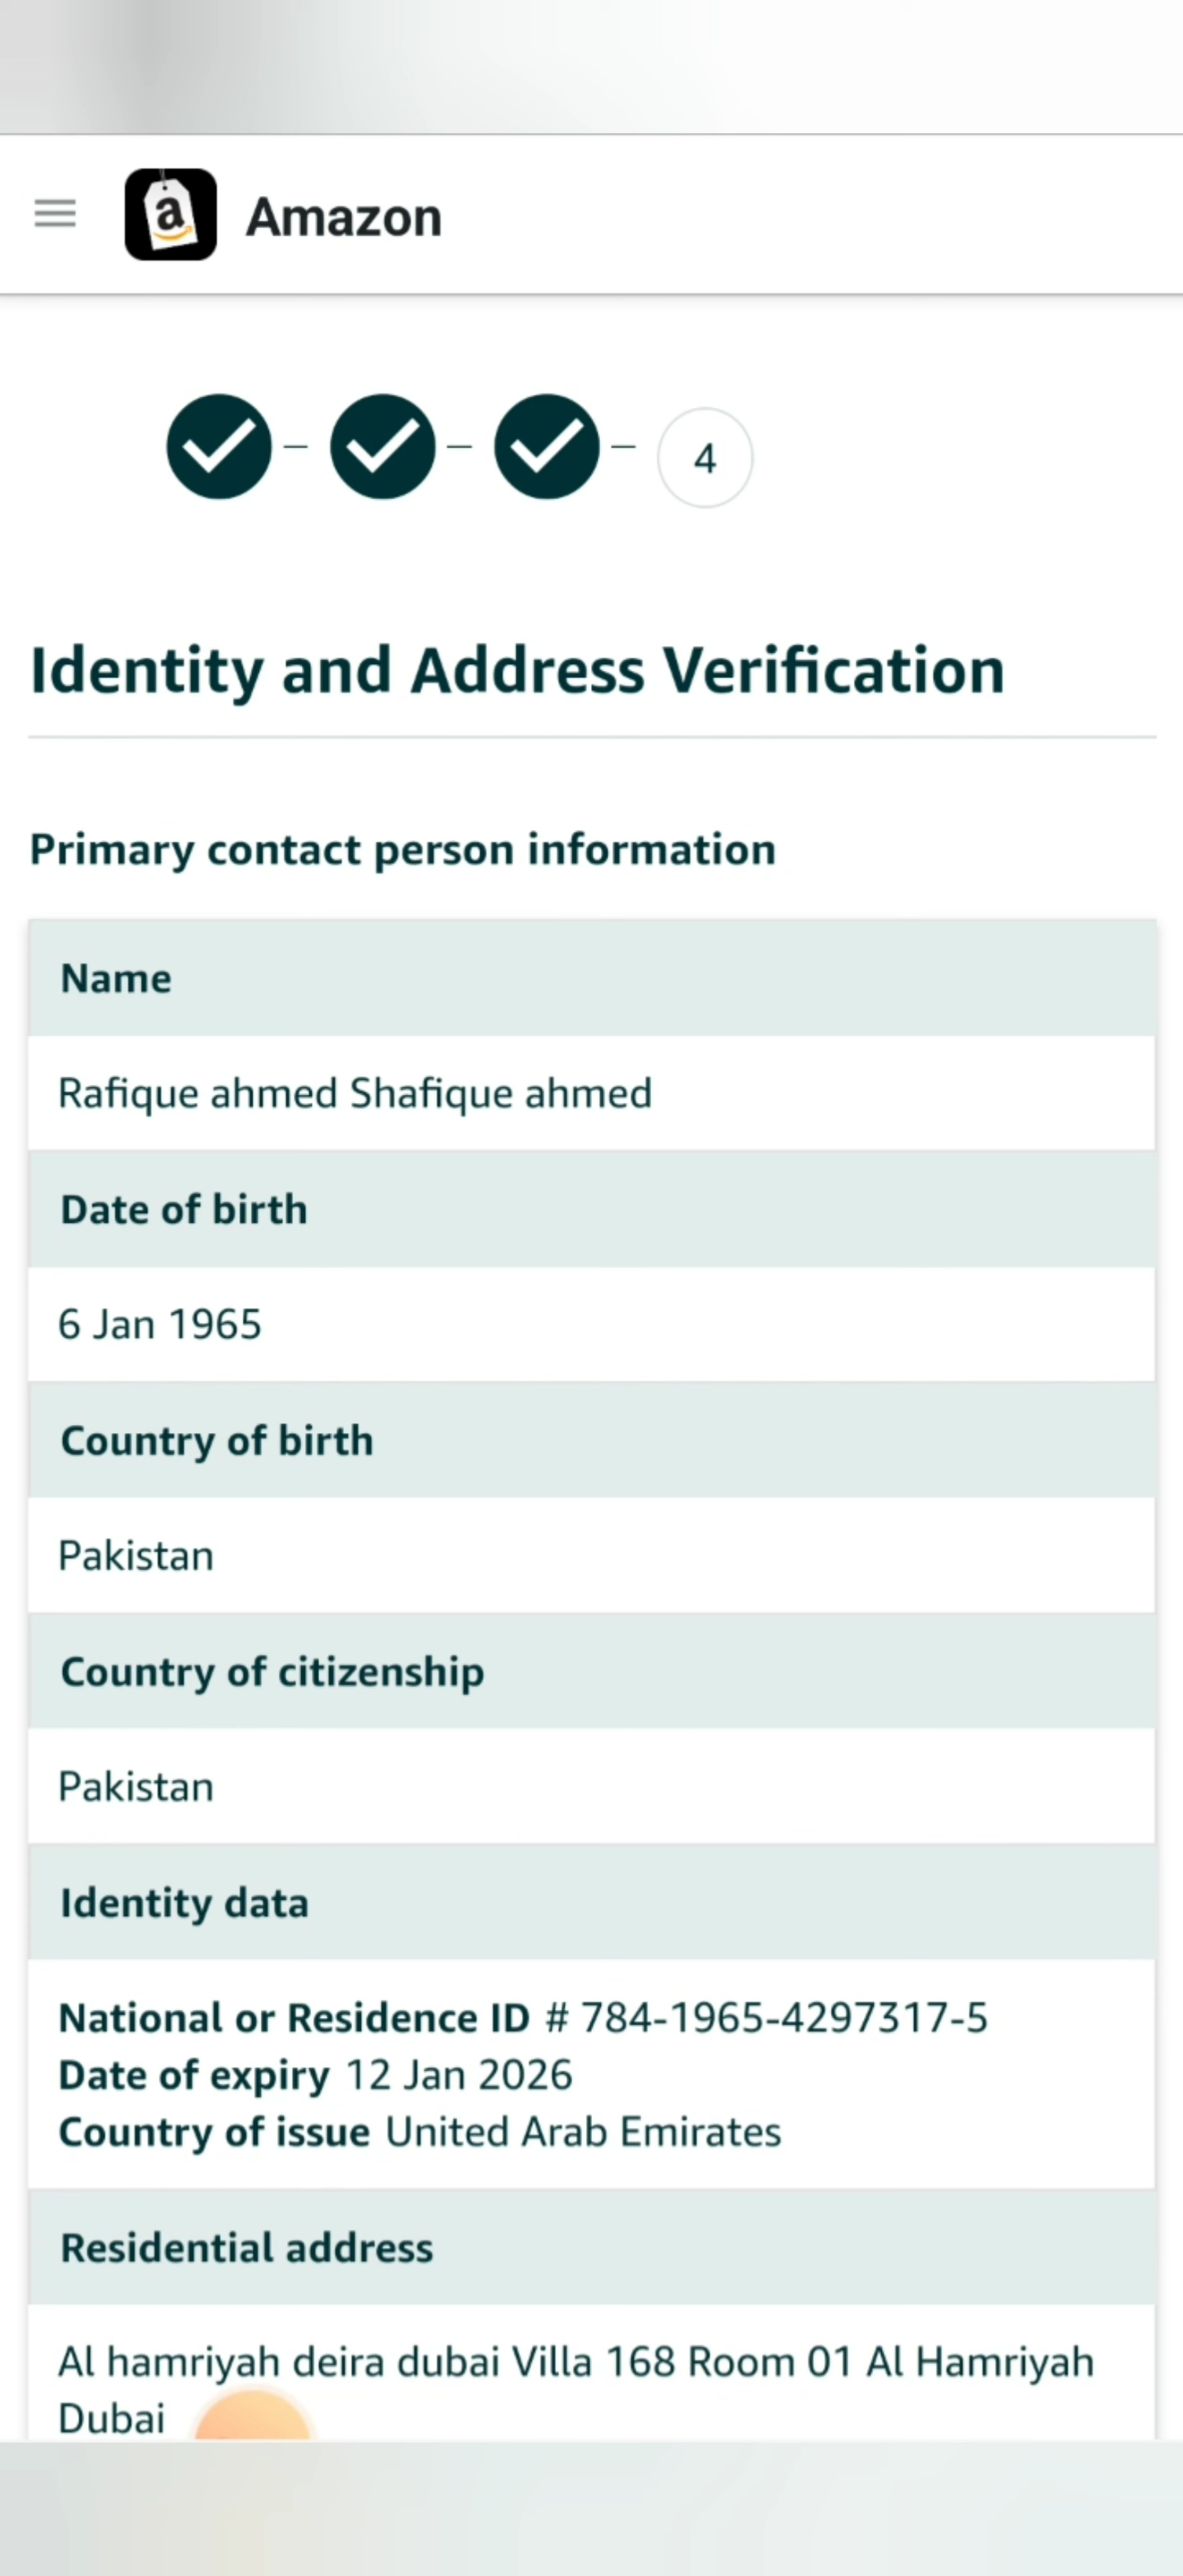 Amazon
4
Identity and Address Verification
Primary contact person information
Name
Rafique ahmed Shafique ahmed
Date of birth
6 Jan 1965
Country of birth
Pakistan
Country of citizenship
Pakistan
Identity data
National or Residence ID # 784-1965-4297317-5
Date of expiry 12 Jan 2026
Country of issue United Arab Emirates
Residential address
Al hamriyah deira dubai Villa 168 Room 01 Al Hamriyah
Dubai